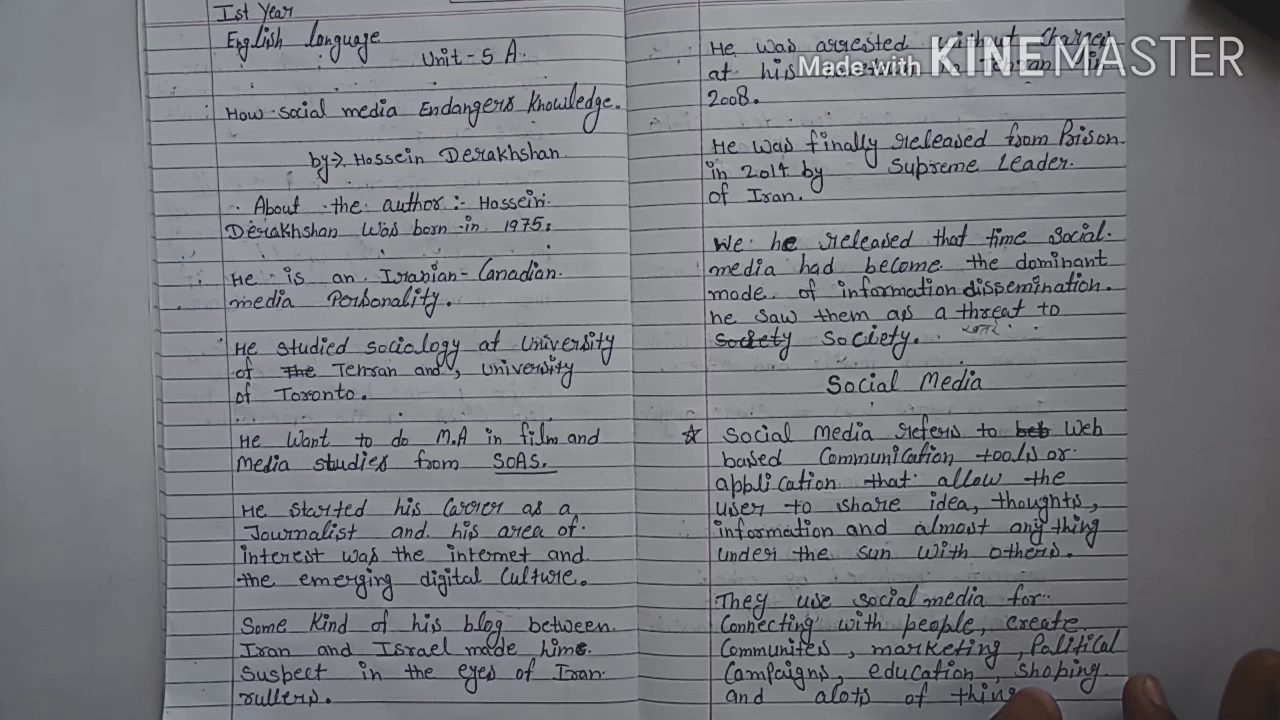 Ist Year
English language
Unit-5 A.
How social media Endangers Knowledge.
by→ Hossein Derakhshan
About the author:- Hossein
Derakhshan was born in 1975.
He is an Iranian-Canadian
media Personality.
He studied sociology at University
of The Tehran and, University
of Toronto.
He Want to do M.A in film and
Media studies from SOAS.
He started his Carrer as a
Journalist and his area of
interest was the internet and
the emerging digital Culture.
Some Kind of his blog between
Iran and Israel made him
Suspect in the eyes of Iran
rullers.
He was arrested without Charges
at his in Tehran in
2008.
He was finally released from Prison
in 2014 by Supreme Leader
of Iran.
We he released that time Social
media had become the dominant
mode of information dissemination.
he saw them as a threat to
Society Society.
Social Media
☆ Social Media refers to beb Web
based Communication tools or
application that allow the
user to share idea, thoughts,
information and almost any thing
under the sun with others.
They use social media for
Connecting with people, create
Communites, marketing, Political
Campaigns, education, Shoping
and alots of thing
Made with KINEMASTER